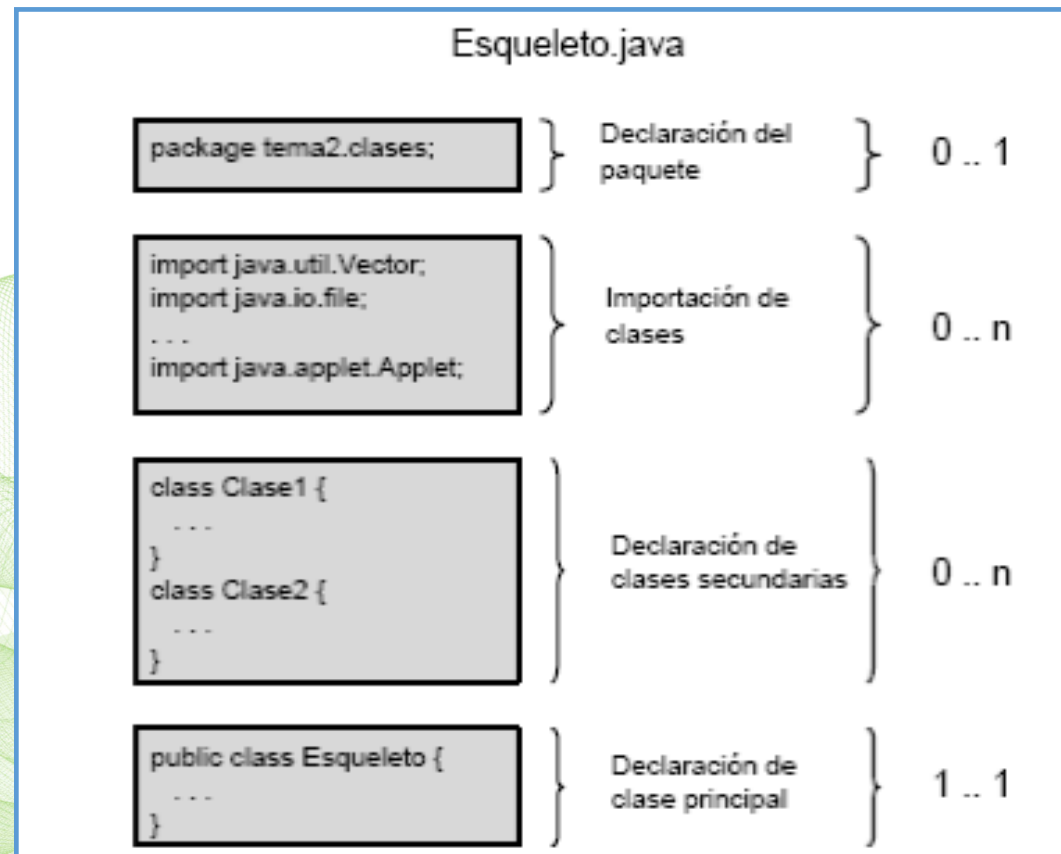 Esqueleto.java
package tema2.clases;
Declaración del
paquete
0 .. 1
import java.util.Vector;
import java.io.file;
. . .
import java.applet.Applet;
Importación de
clases
0 .. n
class Clase1 {
. . .
}
class Clase2 {
. . .
}
Declaración de
clases secundarias
0 .. n
public class Esqueleto {
. . .
}
Declaración de
clase principal
1 .. 1